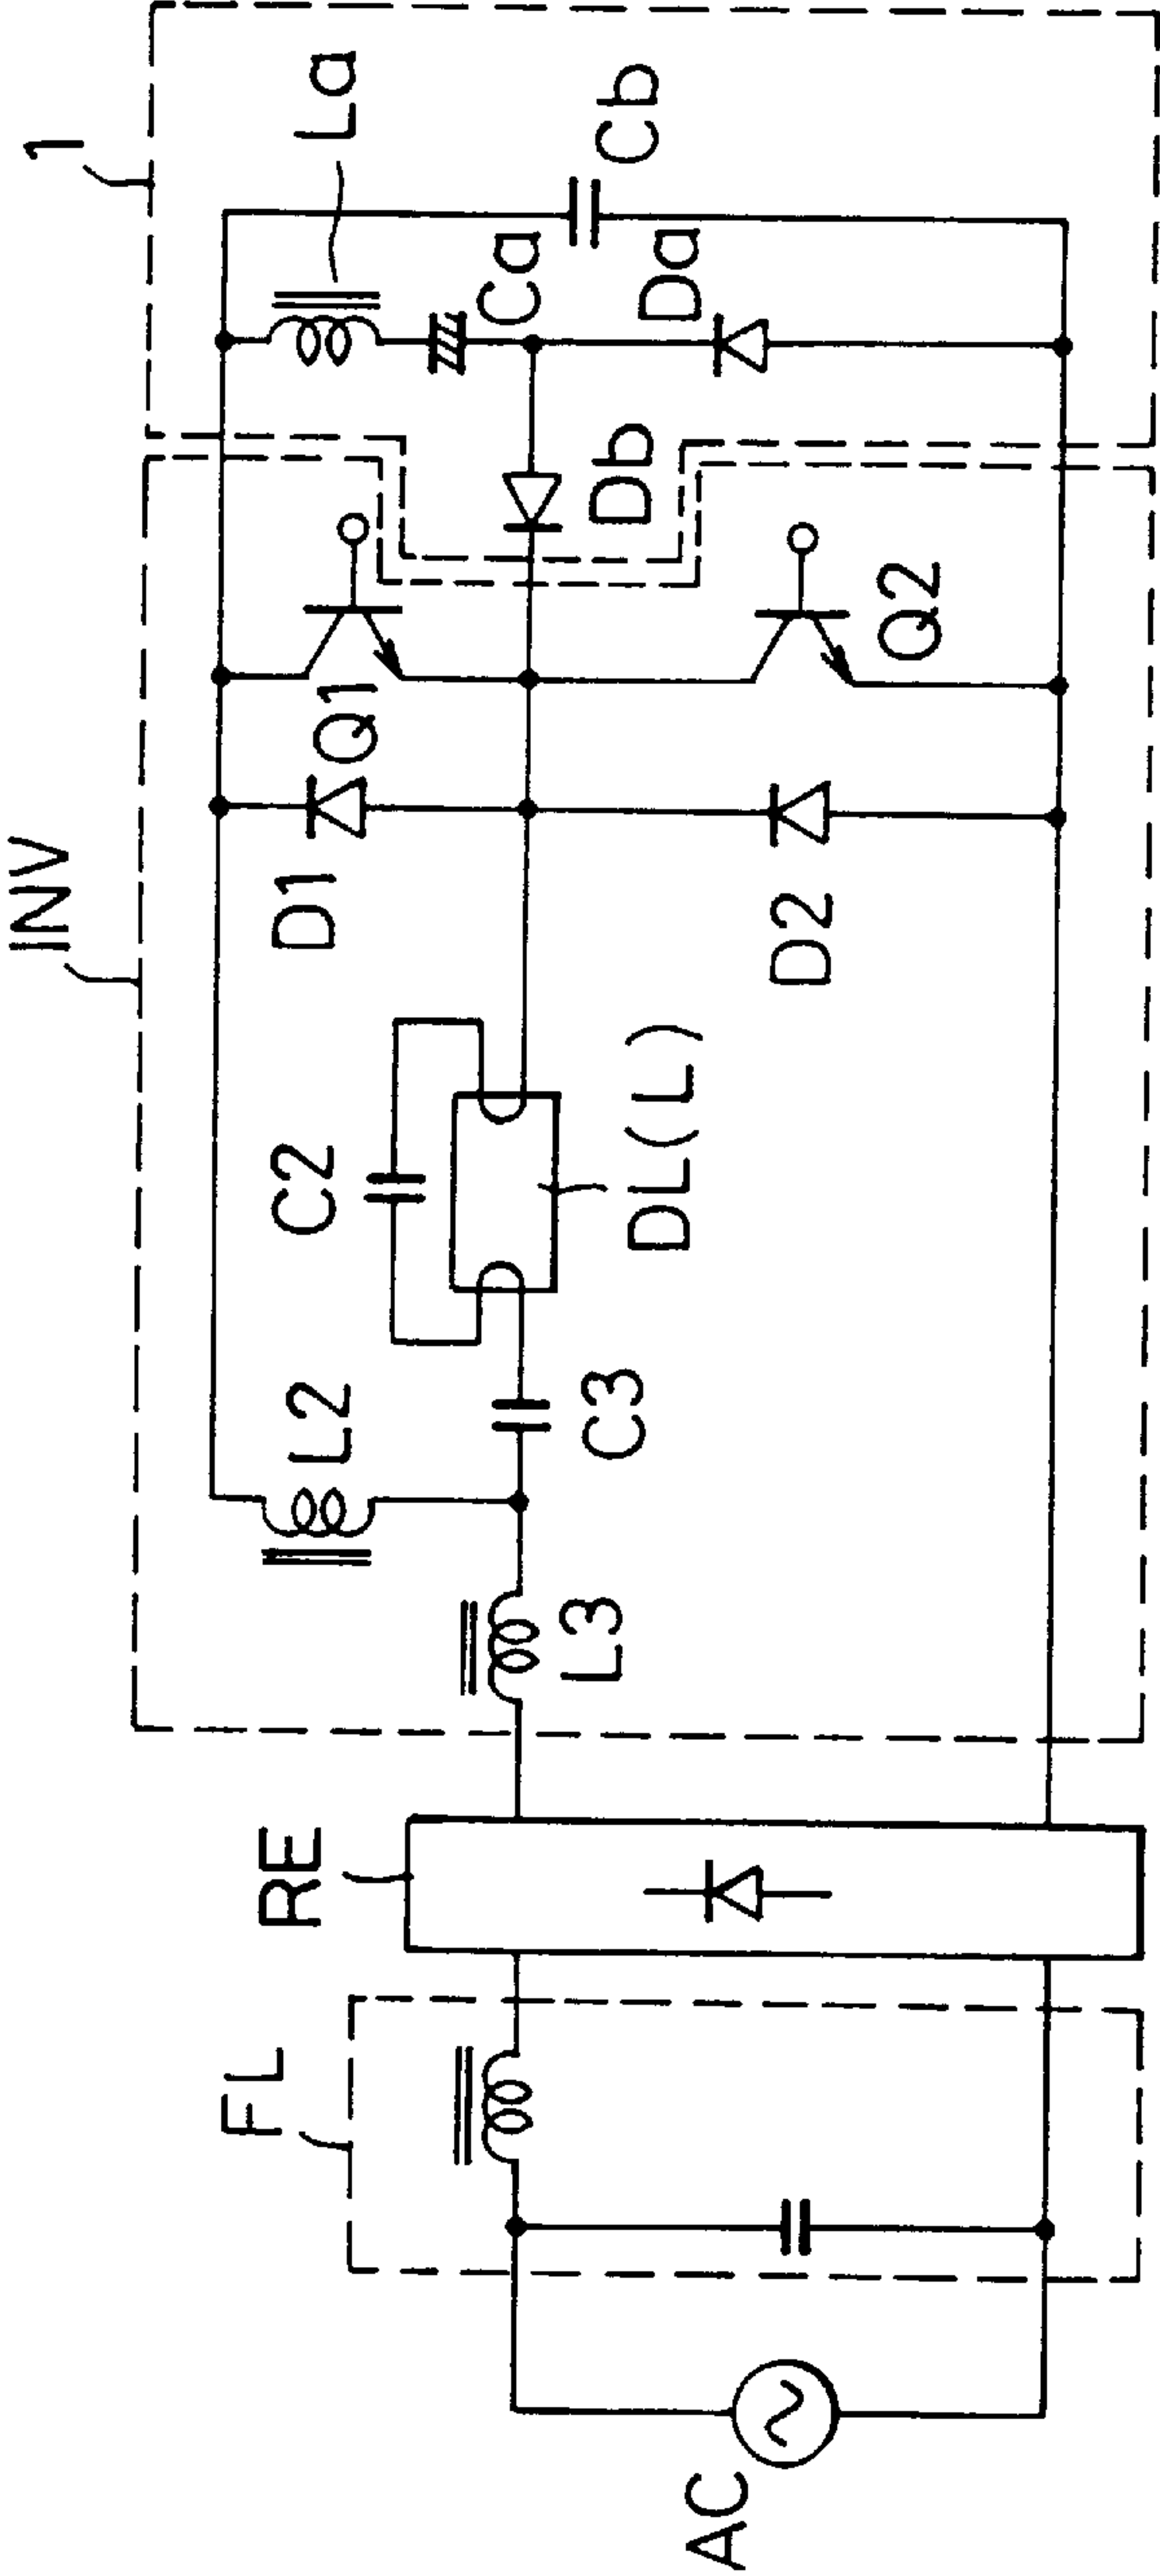 1
INV
La
Cb
Ca
Da
Db
Q1
Q2
D1
D2
C2
DL(L)
L2
C3
L3
RE
FL
AC